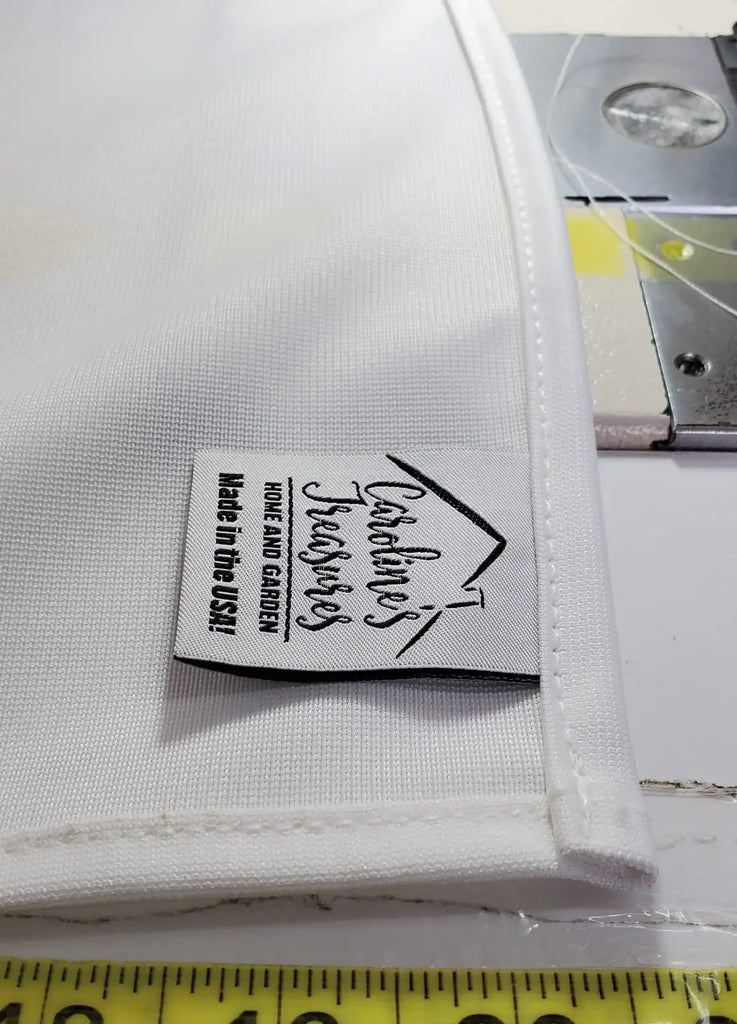 Caroline's
Treasures
HOME AND GARDEN
Made in the USA!